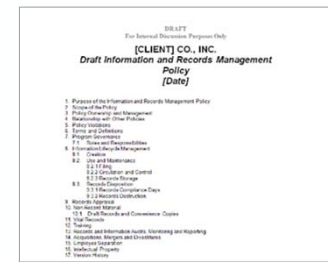 DRAFT
For Internal Discussion Purposes Only
[CLIENT] CO., INC.
Draft Information and Records Management
Policy
[Date]
1. Purpose of the Information and Records Management Policy
2. Scope of the Policy
3. Policy Ownership and Management
4. Relationship with Other Policies
5. Policy Violations
6. Terms and Definitions
7. Program Governance
7.1 Roles and Responsibilities
8. Information Lifecycle Management
8.1 Creation
8.2 Use and Maintenance
8.2.1 Filing
8.2.2 Circulation and Control
8.2.3 Records Storage
8.3 Records Disposition
8.3.1 Records Compliance Days
8.3.2 Records Destruction
9. Records Appraisal
10. Non Record Material
10.1 Draft Records and Convenience Copies
11. Vital Records
12. Training
13. Records and Information Audits, Monitoring and Reporting
14. Acquisitions, Mergers and Divestitures
15. Employee Separation
16. Intellectual Property
17. Version History